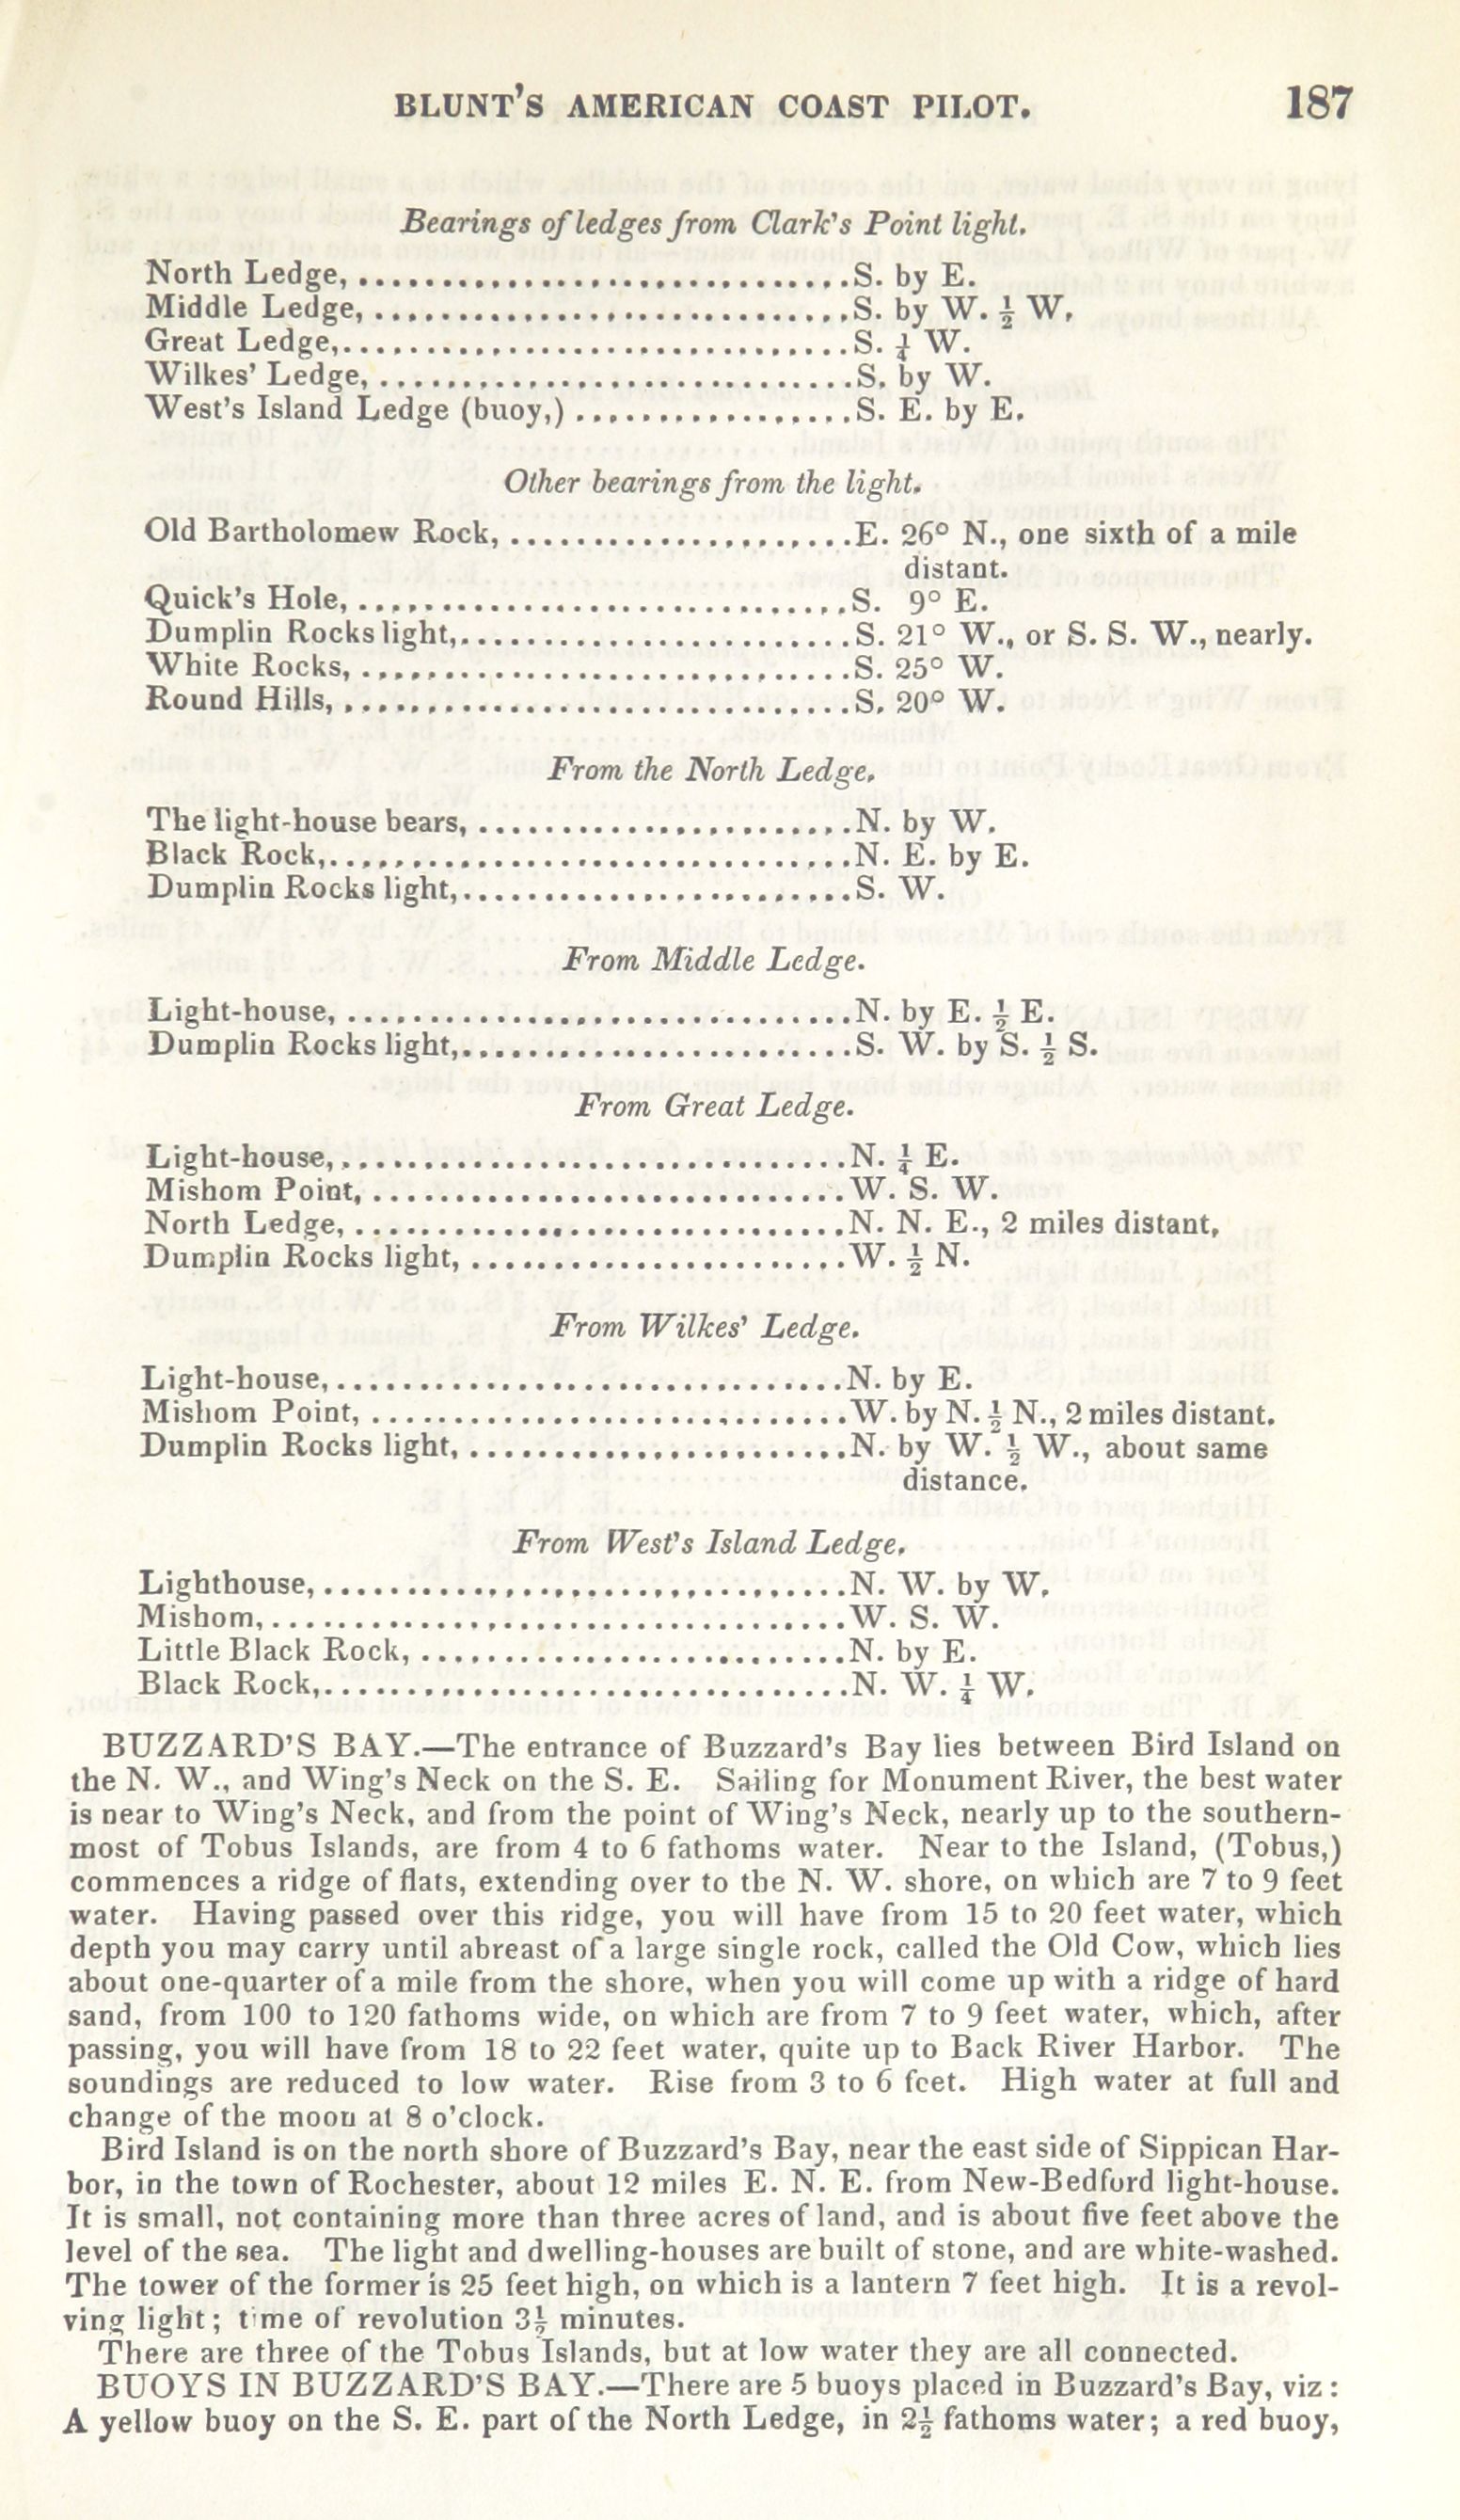 BLUNT'S AMERICAN COAST PILOT. 187
Bearings of ledges from Clark's Point light.
North Ledge, ..............................S. by E.
Middle Ledge, .............................S. by W. ½ W.
Great Ledge,...............................S. ¼ W.
Wilkes' Ledge, .............................S. by W.
West's Island Ledge (buoy,) .................S. E. by E.
Other bearings from the light.
Old Bartholomew Rock, .....................E. 26° N., one sixth of a mile
distant.
Quick's Hole, ..............................S. 9° E.
Dumplin Rocks light,........................S. 21° W., or S. S. W., nearly.
White Rocks, ..............................S. 25° W.
Round Hills, ...............................S. 20° W.
From the North Ledge.
The light-house bears, .......................N. by W.
Black Rock,................................N. E. by E.
Dumplin Rocks light,........................S. W.
From Middle Ledge.
Light-house, ...............................N. by E. ½ E.
Dumplin Rocks light,........................S. W. by S. ½ S.
From Great Ledge.
Light-house,...............................N. ¼ E.
Mishom Point, .............................W. S. W.
North Ledge, ..............................N. N. E., 2 miles distant,
Dumplin Rocks light, .......................W. ½ N.
From Wilkes' Ledge.
Light-house,...............................N. by E.
Mishom Point, .............................W. by N. ½ N., 2 miles distant.
Dumplin Rocks light, .......................N. by W. ½ W., about same
distance.
From West's Island Ledge.
Lighthouse,................................N. W. by W.
Mishom,...................................W. S. W.
Little Black Rock, ..........................N. by E.
Black Rock,................................N. W. ¼ W.
BUZZARD'S BAY.—The entrance of Buzzard's Bay lies between Bird Island on
the N. W., and Wing's Neck on the S. E. Sailing for Monument River, the best water
is near to Wing's Neck, and from the point of Wing's Neck, nearly up to the southern-
most of Tobus Islands, are from 4 to 6 fathoms water. Near to the Island, (Tobus,)
commences a ridge of flats, extending over to the N. W. shore, on which are 7 to 9 feet
water. Having passed over this ridge, you will have from 15 to 20 feet water, which
depth you may carry until abreast of a large single rock, called the Old Cow, which lies
about one-quarter of a mile from the shore, when you will come up with a ridge of hard
sand, from 100 to 120 fathoms wide, on which are from 7 to 9 feet water, which, after
passing, you will have from 18 to 22 feet water, quite up to Back River Harbor. The
soundings are reduced to low water. Rise from 3 to 6 feet. High water at full and
change of the moon at 8 o'clock.
Bird Island is on the north shore of Buzzard's Bay, near the east side of Sippican Har-
bor, in the town of Rochester, about 12 miles E. N. E. from New-Bedford light-house.
It is small, not containing more than three acres of land, and is about five feet above the
level of the sea. The light and dwelling-houses are built of stone, and are white-washed.
The tower of the former is 25 feet high, on which is a lantern 7 feet high. It is a revol-
ving light; time of revolution 3½ minutes.
There are three of the Tobus Islands, but at low water they are all connected.
BUOYS IN BUZZARD'S BAY.—There are 5 buoys placed in Buzzard's Bay, viz:
A yellow buoy on the S. E. part of the North Ledge, in 2½ fathoms water; a red buoy,